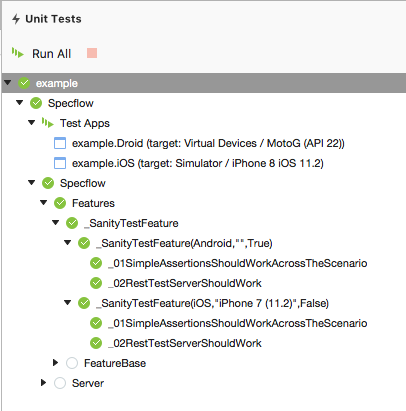 Unit Tests
Run All
example
Specflow
Test Apps
example.Droid (target: Virtual Devices / MotoG (API 22))
example.iOS (target: Simulator / iPhone 8 iOS 11.2)
Specflow
Features
_SanityTestFeature
_SanityTestFeature(Android,"",True)
_01SimpleAssertionsShouldWorkAcrossTheScenario
_02RestTestServerShouldWork
_SanityTestFeature(iOS,"iPhone 7 (11.2)",False)
_01SimpleAssertionsShouldWorkAcrossTheScenario
_02RestTestServerShouldWork
FeatureBase
Server